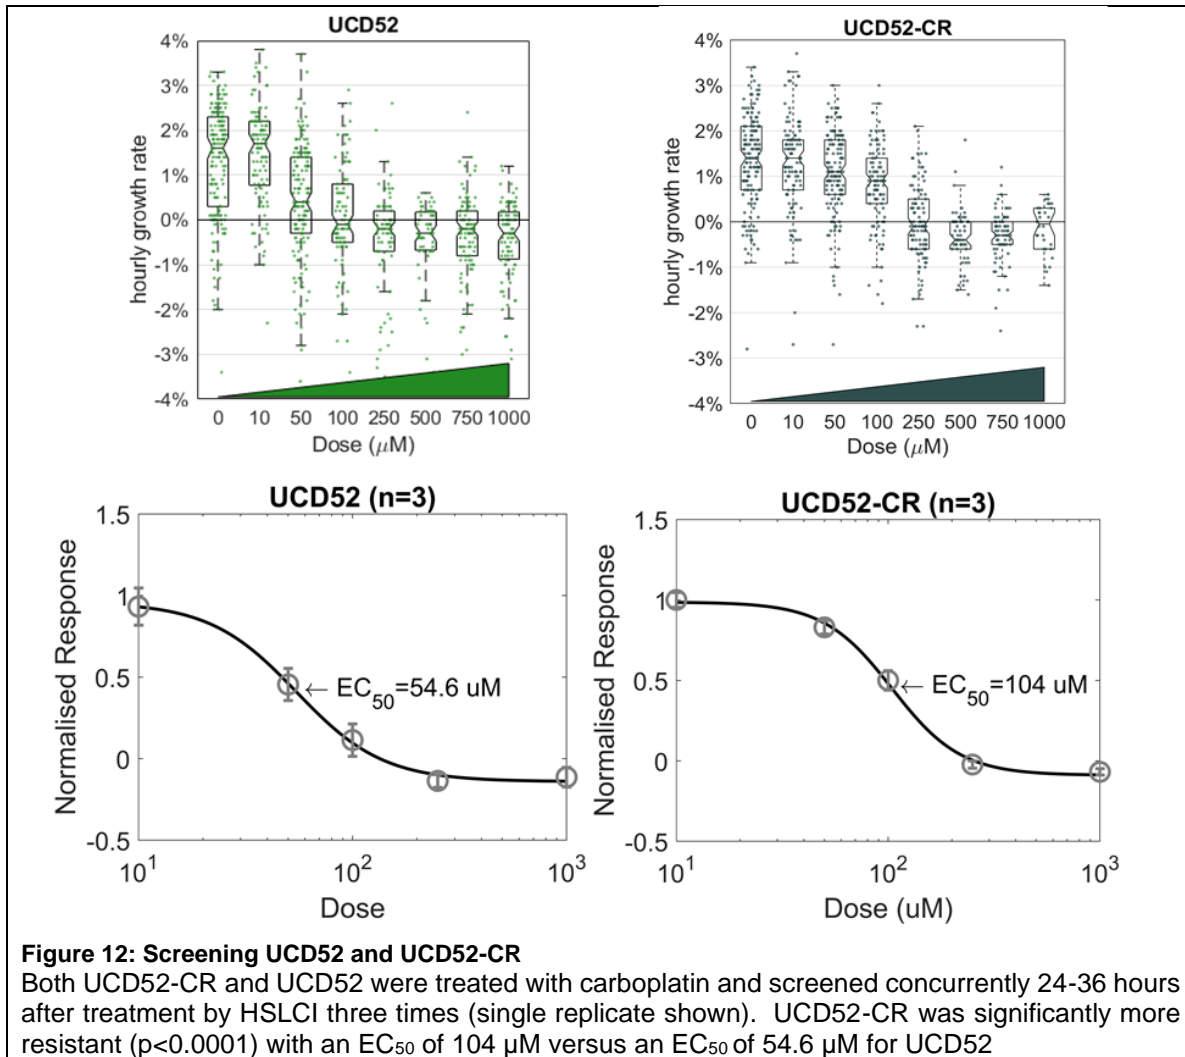 UCD52
4%
3%
2%
1%
0%
-1%
-2%
-3%
-4%
hourly growth rate
0 10 50 100 250 500 750 1000
Dose (μM)
UCD52-CR
4%
3%
2%
1%
0%
-1%
-2%
-3%
-4%
hourly growth rate
0 10 50 100 250 500 750 1000
Dose (μM)
UCD52 (n=3)
1.5
1
0.5
0
-0.5
Normalised Response
← EC50=54.6 uM
10^1 10^2 10^3
Dose
UCD52-CR (n=3)
1.5
1
0.5
0
-0.5
Normalised Response
← EC50=104 uM
10^1 10^2 10^3
Dose (uM)
Figure 12: Screening UCD52 and UCD52-CR
Both UCD52-CR and UCD52 were treated with carboplatin and screened concurrently 24-36 hours
after treatment by HSLCI three times (single replicate shown). UCD52-CR was significantly more
resistant (p<0.0001) with an EC50 of 104 μM versus an EC50 of 54.6 μM for UCD52